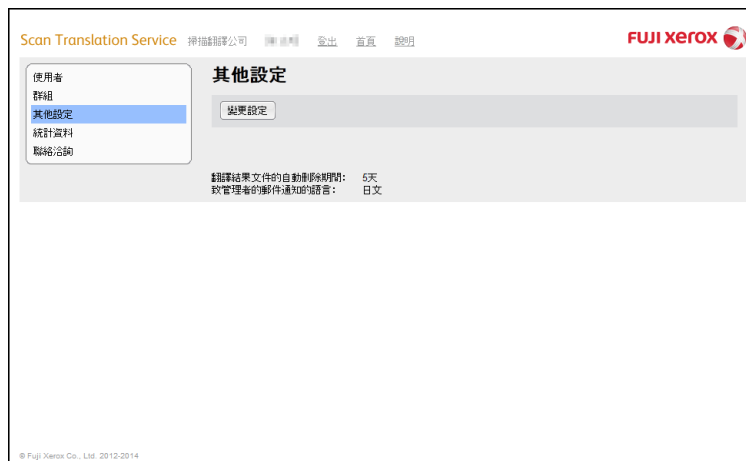 Scan Translation Service 掃描翻譯公司 登出 首頁 說明
FUJI xerox
使用者
群組
其他設定
統計資料
聯絡洽詢
其他設定
變更設定
翻譯結果文件的自動刪除期間: 5天
致管理者的郵件通知的語言: 日文
© Fuji Xerox Co., Ltd. 2012-2014